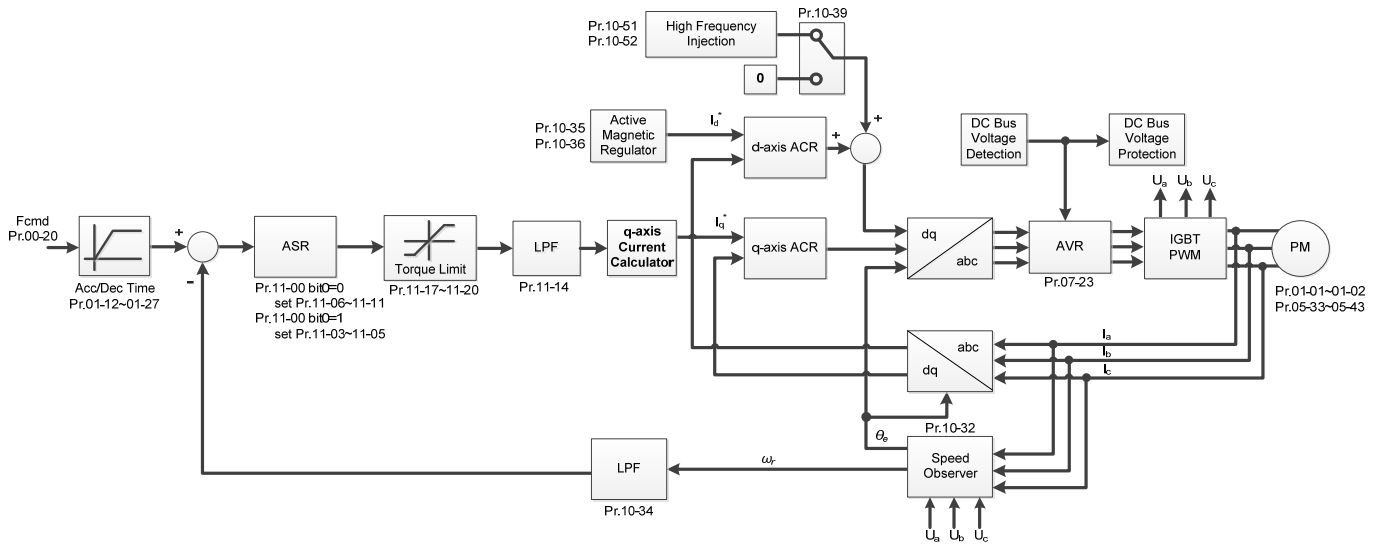 Pr.10-39
Pr.10-51
Pr.10-52
High Frequency
Injection
0
+
Pr.10-35
Pr.10-36
Active
Magnetic
Regulator
Id*
d-axis ACR
+
DC Bus
Voltage
Detection
DC Bus
Voltage
Protection
Ua
Ub
Uc
Fcmd
Pr.00-20
Acc/Dec Time
Pr.01-12~01-27
+
-
ASR
Pr.11-00 bit0=0
set Pr.11-06~11-11
Pr.11-00 bit0=1
set Pr.11-03~11-05
Torque Limit
Pr.11-17~11-20
LPF
Pr.11-14
q-axis
Current
Calculator
Iq*
q-axis ACR
dq
abc
AVR
Pr.07-23
IGBT
PWM
PM
Pr.01-01~01-02
Pr.05-33~05-43
abc
dq
Ia
Ib
Ic
Pr.10-32
θe
Speed
Observer
ωr
LPF
Pr.10-34
Ua
Ub
Uc